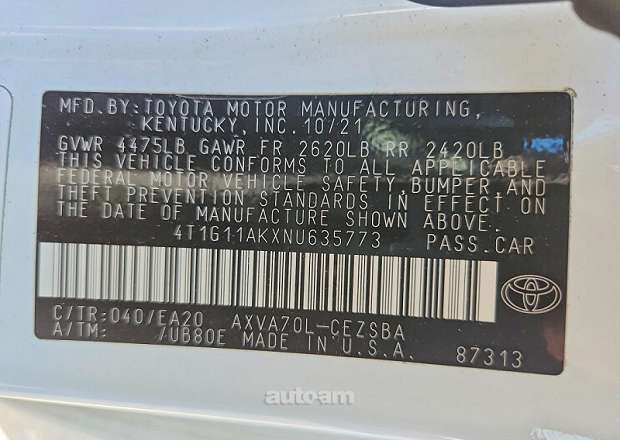 MFD.BY:TOYOTA MOTOR MANUFACTURING,
KENTUCKY,INC.10/21
GVWR 4475LB GAWR FR 2620LB RR 2420LB
THIS VEHICLE CONFORMS TO ALL APPLICABLE
FEDERAL MOTOR VEHICLE SAFETY,BUMPER AND
THEFT PREVENTION STANDARDS IN EFFECT ON
THE DATE OF MANUFACTURE SHOWN ABOVE.
4T1G11AKXNU635773 PASS.CAR
C/TR:040/EA20 AXVA70L-CEZSBA
A/TM: /UB80E MADE IN U.S.A. 87313
auto.am